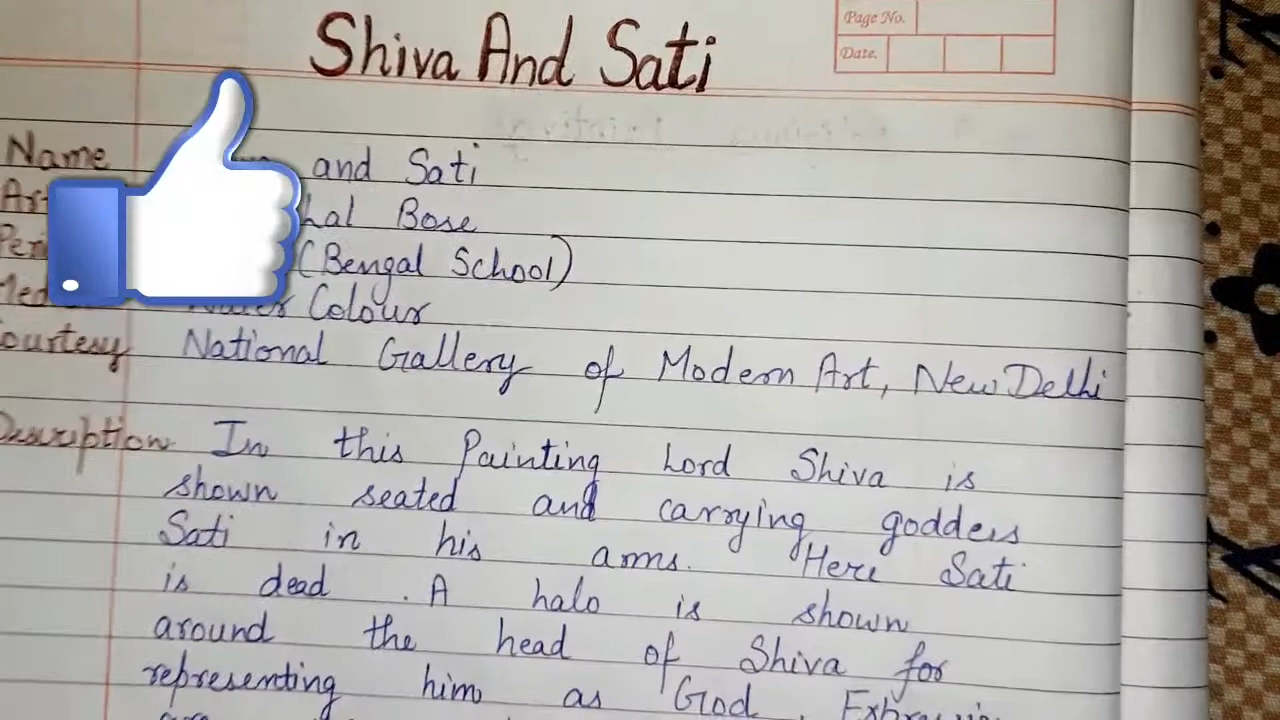 Page No.
Shiva And Sati
Date.
Name and Sati
hal Bose
(Bengal School)
Water Colour
Courtesy National Gallery of Modern Art, New Delhi
Description In this Painting Lord Shiva is
shown seated and carrying goddess
Sati in his arms. Here Sati
is dead. A halo is shown
around the head of Shiva for
representing him as God.